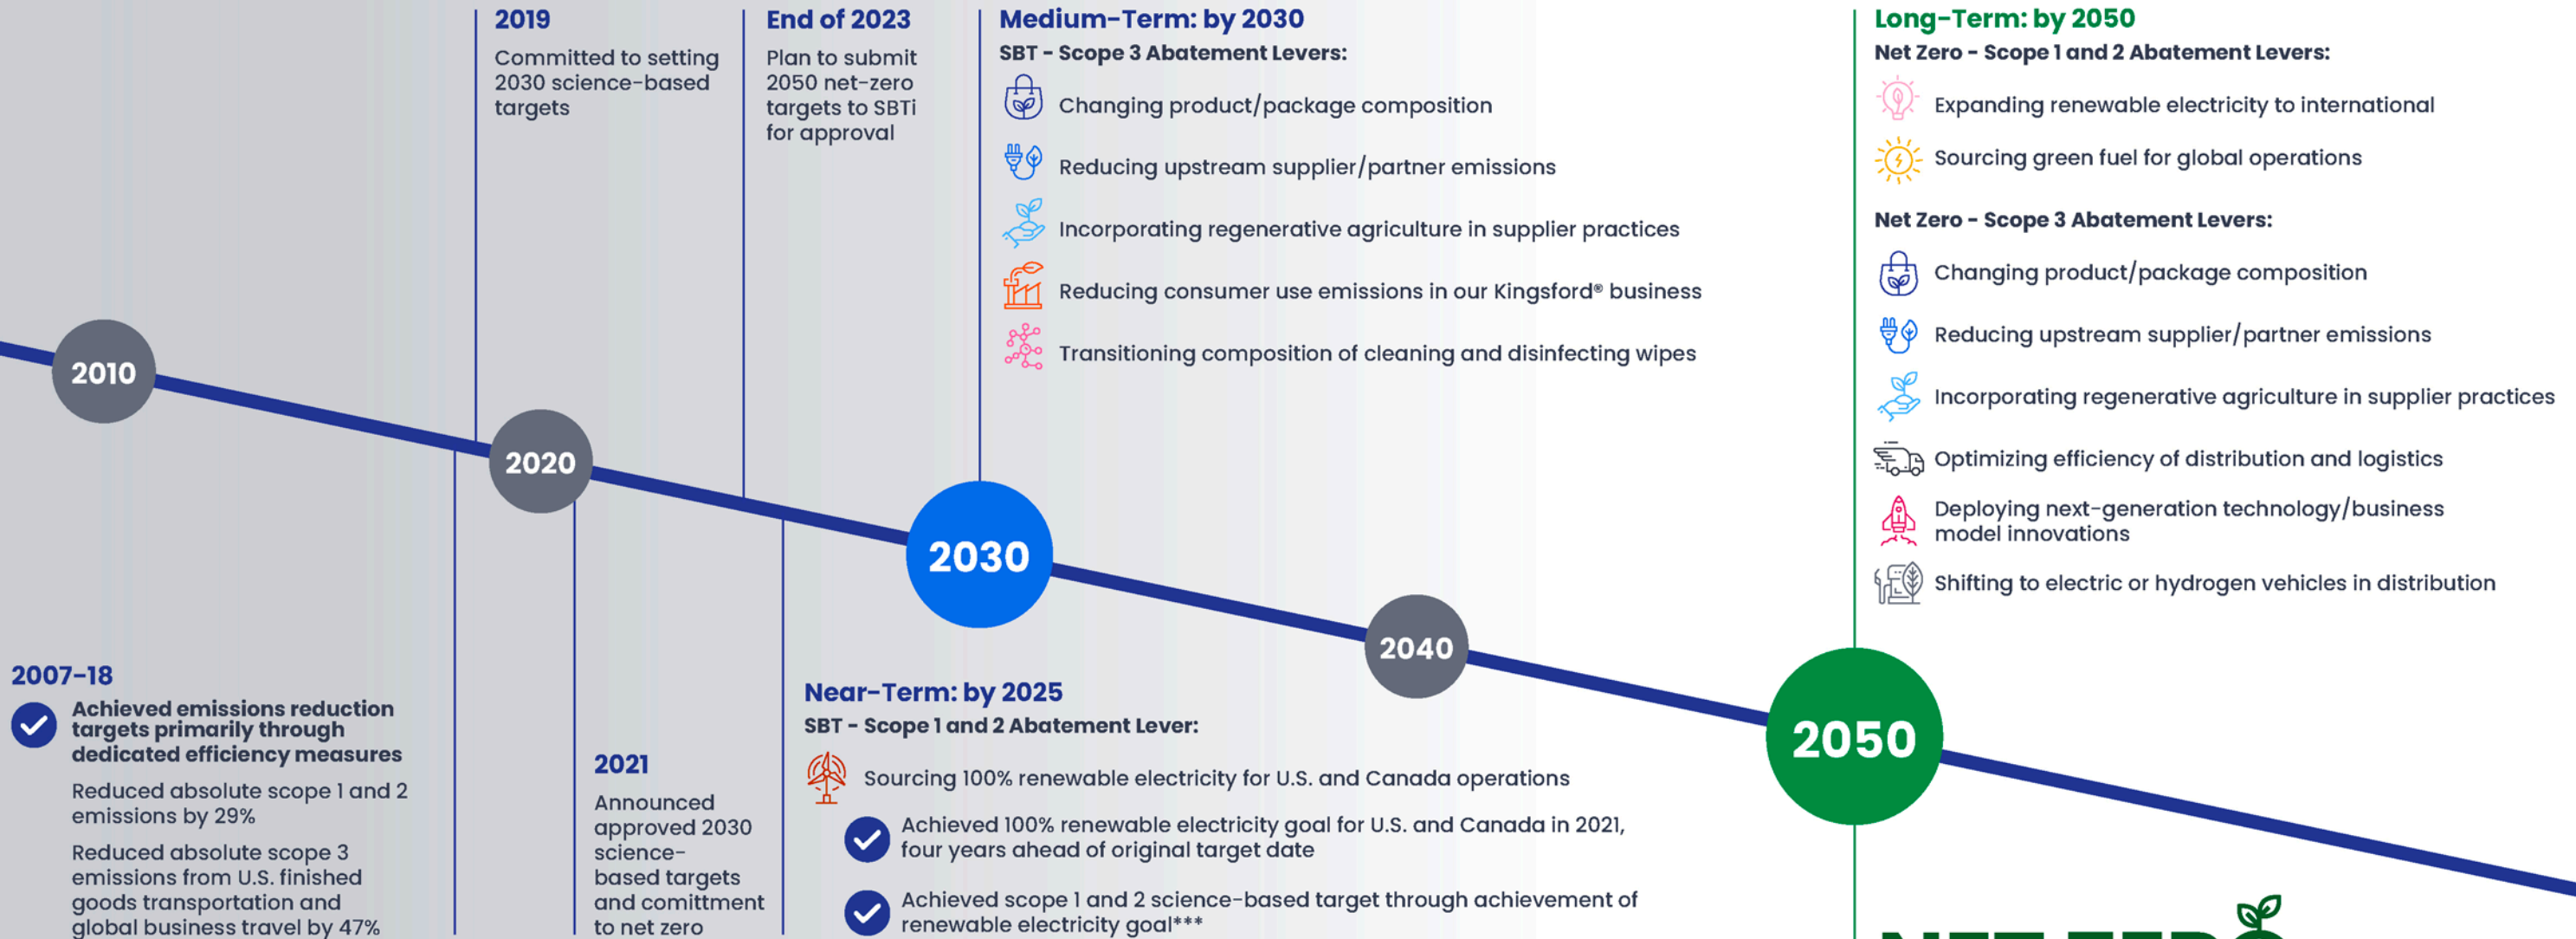 2019
Committed to setting
2030 science-based
targets
End of 2023
Plan to submit
2050 net-zero
targets to SBTi
for approval
Medium-Term: by 2030
SBT - Scope 3 Abatement Levers:
Changing product/package composition
Reducing upstream supplier/partner emissions
Incorporating regenerative agriculture in supplier practices
Reducing consumer use emissions in our Kingsford® business
Transitioning composition of cleaning and disinfecting wipes
Long-Term: by 2050
Net Zero - Scope 1 and 2 Abatement Levers:
Expanding renewable electricity to international
Sourcing green fuel for global operations
Net Zero - Scope 3 Abatement Levers:
Changing product/package composition
Reducing upstream supplier/partner emissions
Incorporating regenerative agriculture in supplier practices
Optimizing efficiency of distribution and logistics
Deploying next-generation technology/business
model innovations
Shifting to electric or hydrogen vehicles in distribution
2010
2020
2030
2040
2050
2007-18
Achieved emissions reduction
targets primarily through
dedicated efficiency measures
Reduced absolute scope 1 and 2
emissions by 29%
Reduced absolute scope 3
emissions from U.S. finished
goods transportation and
global business travel by 47%
2021
Announced
approved 2030
science-
based targets
and comittment
to net zero
Near-Term: by 2025
SBT - Scope 1 and 2 Abatement Lever:
Sourcing 100% renewable electricity for U.S. and Canada operations
Achieved 100% renewable electricity goal for U.S. and Canada in 2021,
four years ahead of original target date
Achieved scope 1 and 2 science-based target through achievement of
renewable electricity goal***
NET ZERO